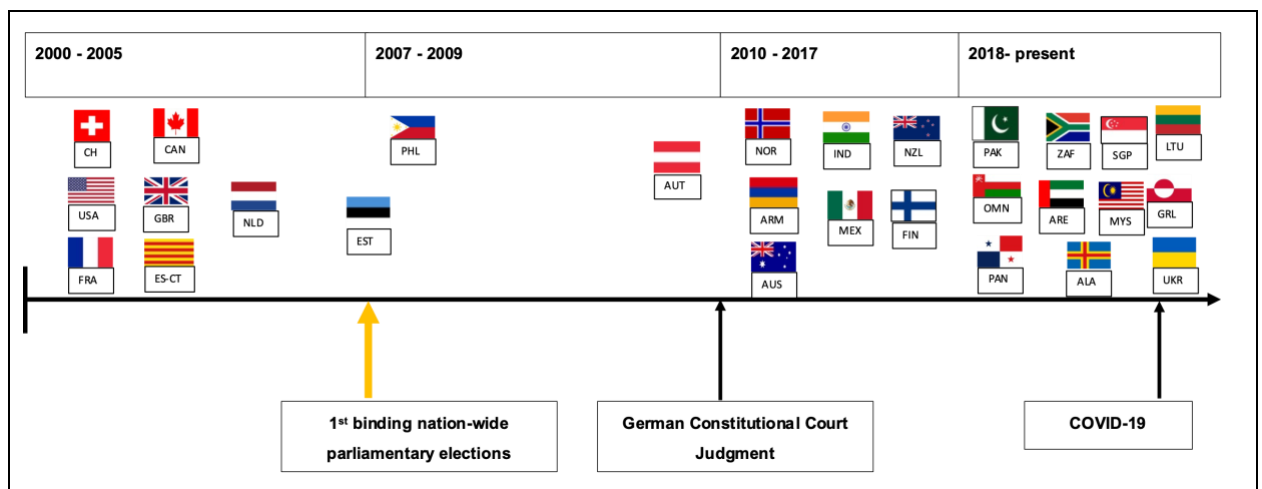 2000 - 2005
2007 - 2009
2010 - 2017
2018- present
CH
CAN
USA
GBR
NLD
FRA
ES-CT
PHL
EST
AUT
NOR
IND
NZL
ARM
MEX
FIN
AUS
PAK
ZAF
SGP
LTU
OMN
ARE
MYS
GRL
PAN
ALA
UKR
1st binding nation-wide
parliamentary elections
German Constitutional Court
Judgment
COVID-19